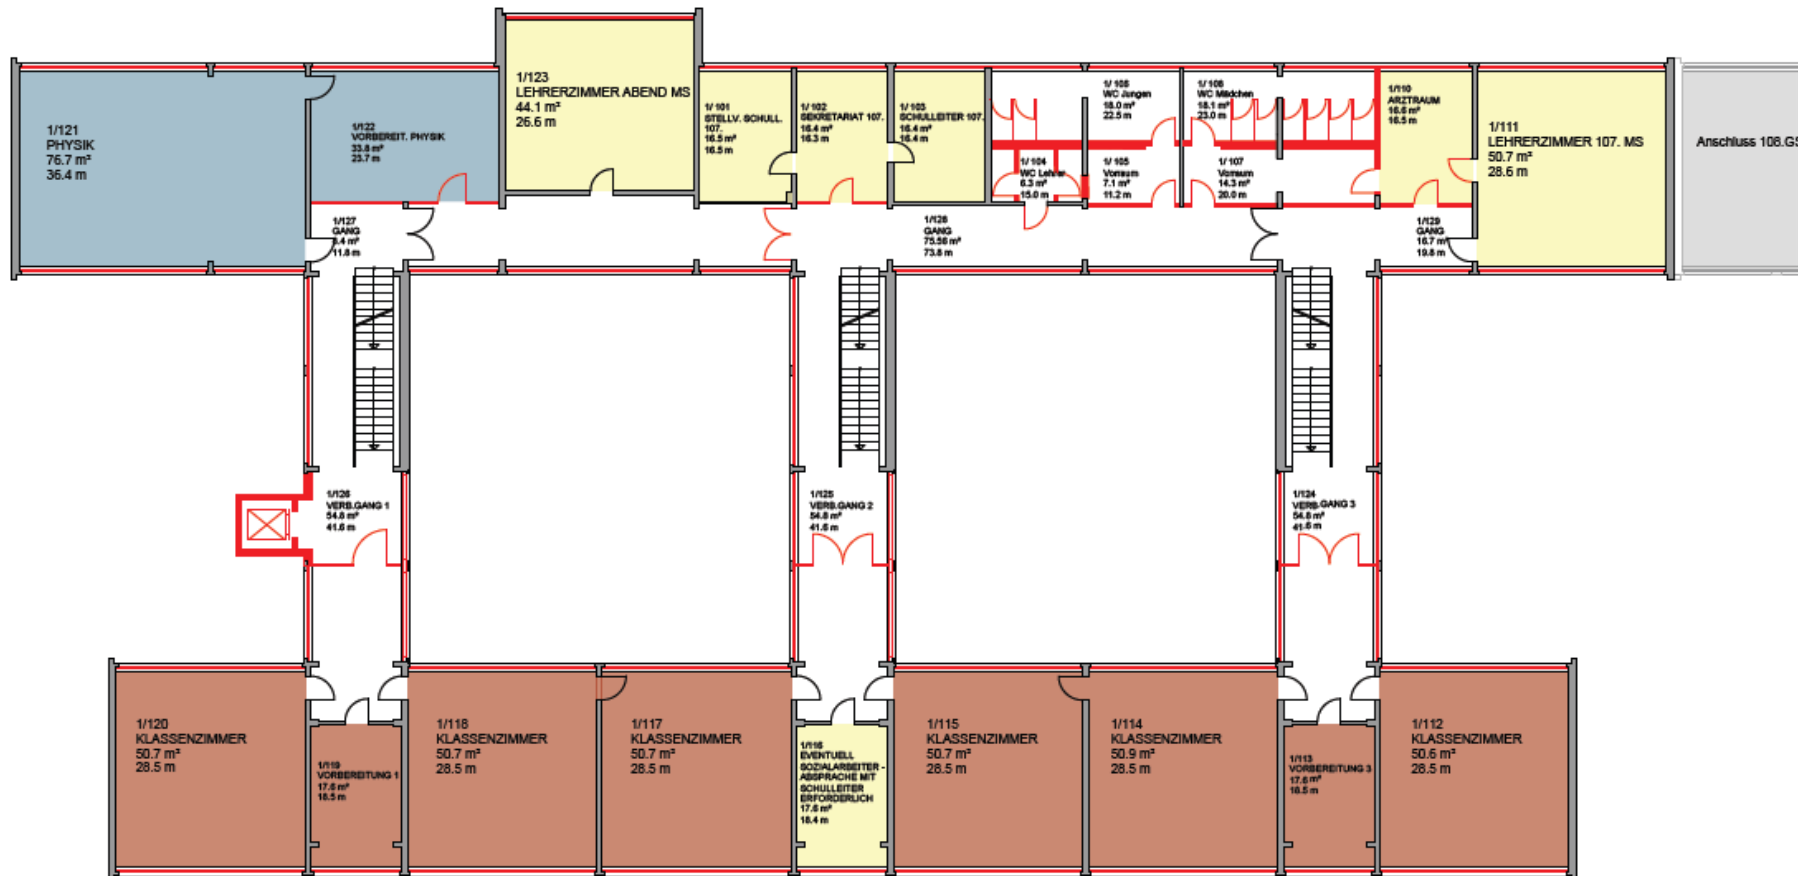 1/121
PHYSIK
76.7 m²
36.4 m
1/122
VORBEREIT. PHYSIK
33.8 m²
23.7 m
1/123
LEHRERZIMMER ABEND MS
44.1 m²
26.6 m
1/ 101
STELLV. SCHULL.
107.
16.5 m²
16.5 m
1/ 102
SEKRETARIAT 107.
16.4 m²
16.3 m
1/ 103
SCHULLEITER 107.
16.4 m²
16.4 m
1/ 104
WC Lehrer
6.3 m²
15.0 m
WC Jungen
18.0 m²
22.5 m
1/ 105
Vorraum
7.1 m²
11.2 m
WC Mädchen
18.1 m²
23.0 m
1/ 107
Vorraum
14.3 m²
20.0 m
1/110
ARZTRAUM
16.6 m²
16.5 m
1/111
LEHRERZIMMER 107. MS
50.7 m²
28.6 m
Anschluss 108.GS
1/127
GANG
11.8 m
1/128
GANG
75.58 m²
73.8 m
1/129
GANG
16.7 m²
19.8 m
1/126
VERB.GANG 1
54.8 m²
41.6 m
1/125
VERB.GANG 2
54.8 m²
41.6 m
1/124
VERB.GANG 3
54.8 m²
41.6 m
1/120
KLASSENZIMMER
50.7 m²
28.5 m
1/119
VORBEREITUNG 1
17.6 m²
18.5 m
1/118
KLASSENZIMMER
50.7 m²
28.5 m
1/117
KLASSENZIMMER
50.7 m²
28.5 m
1/116
EVENTUELL
SOZIALARBEITER -
ABSPRACHE MIT
SCHULLEITER
ERFORDERLICH
17.6 m²
18.4 m
1/115
KLASSENZIMMER
50.7 m²
28.5 m
1/114
KLASSENZIMMER
50.9 m²
28.5 m
1/113
VORBEREITUNG 3
17.6 m²
18.5 m
1/112
KLASSENZIMMER
50.6 m²
28.5 m